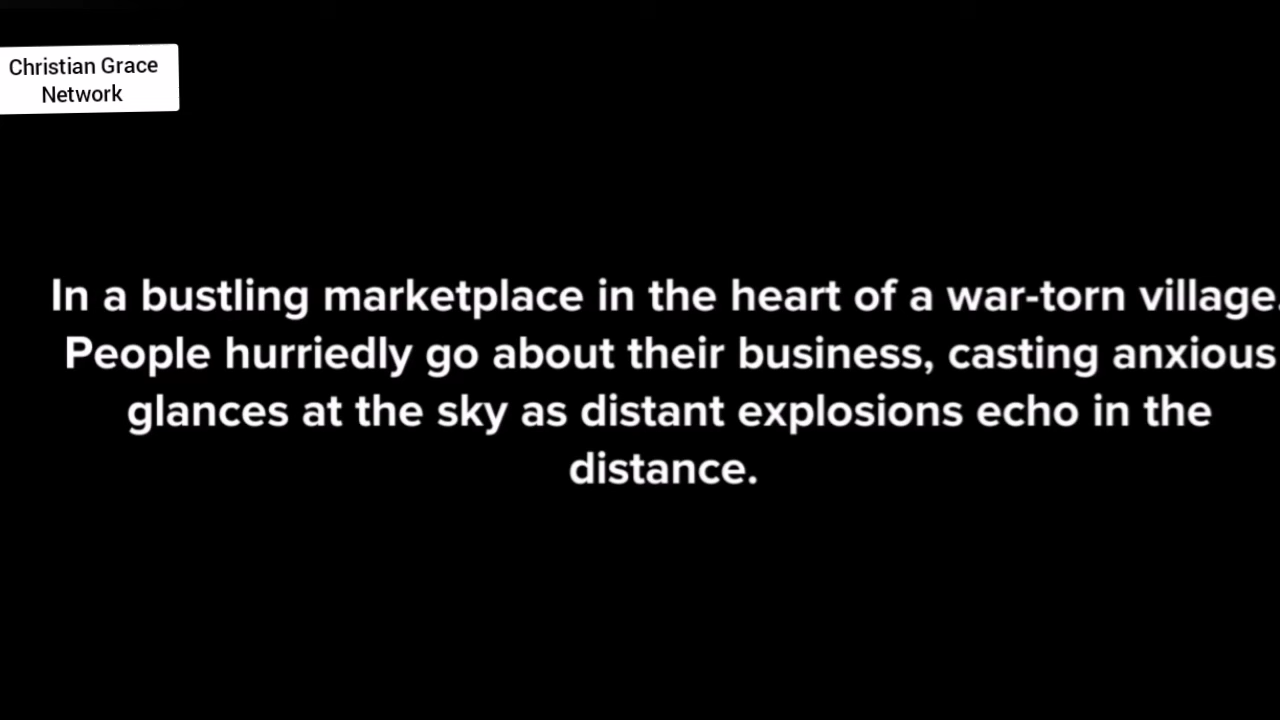 Christian Grace
Network
In a bustling marketplace in the heart of a war-torn village.
People hurriedly go about their business, casting anxious
glances at the sky as distant explosions echo in the
distance.